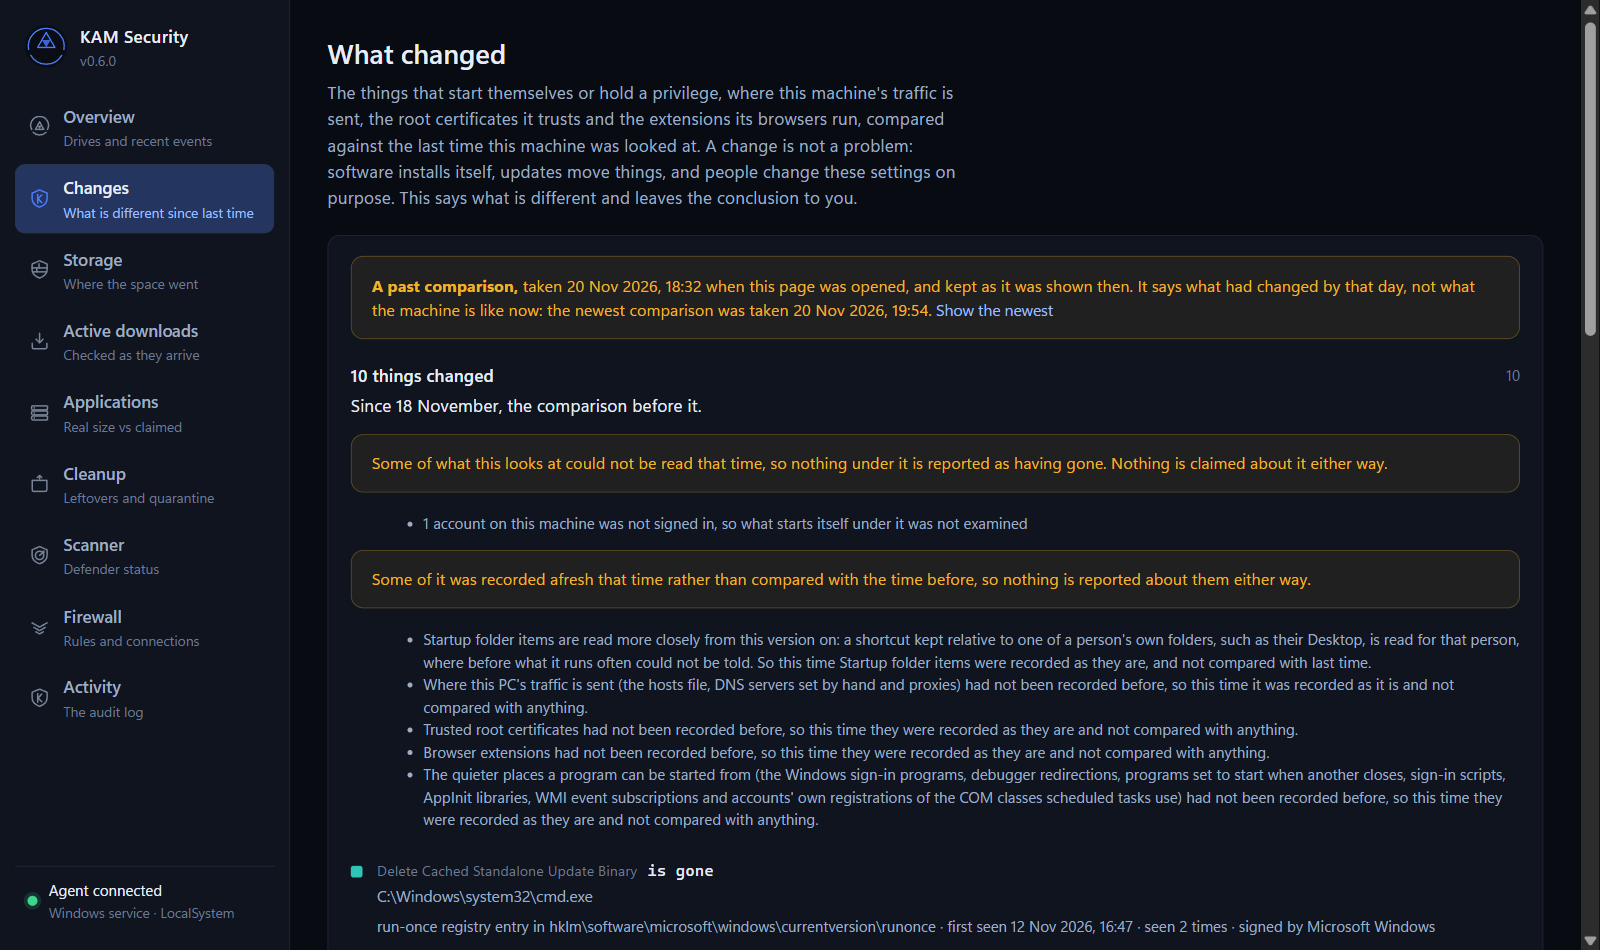 KAM Security
v0.6.0
Overview
Drives and recent events
Changes
What is different since last time
Storage
Where the space went
Active downloads
Checked as they arrive
Applications
Real size vs claimed
Cleanup
Leftovers and quarantine
Scanner
Defender status
Firewall
Rules and connections
Activity
The audit log
Agent connected
Windows service · LocalSystem
What changed
The things that start themselves or hold a privilege, where this machine's traffic is
sent, the root certificates it trusts and the extensions its browsers run, compared
against the last time this machine was looked at. A change is not a problem:
software installs itself, updates move things, and people change these settings on
purpose. This says what is different and leaves the conclusion to you.
A past comparison, taken 20 Nov 2026, 18:32 when this page was opened, and kept as it was shown then. It says what had changed by that day, not what
the machine is like now: the newest comparison was taken 20 Nov 2026, 19:54. Show the newest
10 things changed
10
Since 18 November, the comparison before it.
Some of what this looks at could not be read that time, so nothing under it is reported as having gone. Nothing is claimed about it either way.
• 1 account on this machine was not signed in, so what starts itself under it was not examined
Some of it was recorded afresh that time rather than compared with the time before, so nothing is reported about them either way.
• Startup folder items are read more closely from this version on: a shortcut kept relative to one of a person's own folders, such as their Desktop, is read for that person,
where before what it runs often could not be told. So this time Startup folder items were recorded as they are, and not compared with last time.
• Where this PC's traffic is sent (the hosts file, DNS servers set by hand and proxies) had not been recorded before, so this time it was recorded as it is and not
compared with anything.
• Trusted root certificates had not been recorded before, so this time they were recorded as they are and not compared with anything.
• Browser extensions had not been recorded before, so this time they were recorded as they are and not compared with anything.
• The quieter places a program can be started from (the Windows sign-in programs, debugger redirections, programs set to start when another closes, sign-in scripts,
AppInit libraries, WMI event subscriptions and accounts' own registrations of the COM classes scheduled tasks use) had not been recorded before, so this time they
were recorded as they are and not compared with anything.
Delete Cached Standalone Update Binary is gone
C:\Windows\system32\cmd.exe
run-once registry entry in hklm\software\microsoft\windows\currentversion\runonce · first seen 12 Nov 2026, 16:47 · seen 2 times · signed by Microsoft Windows